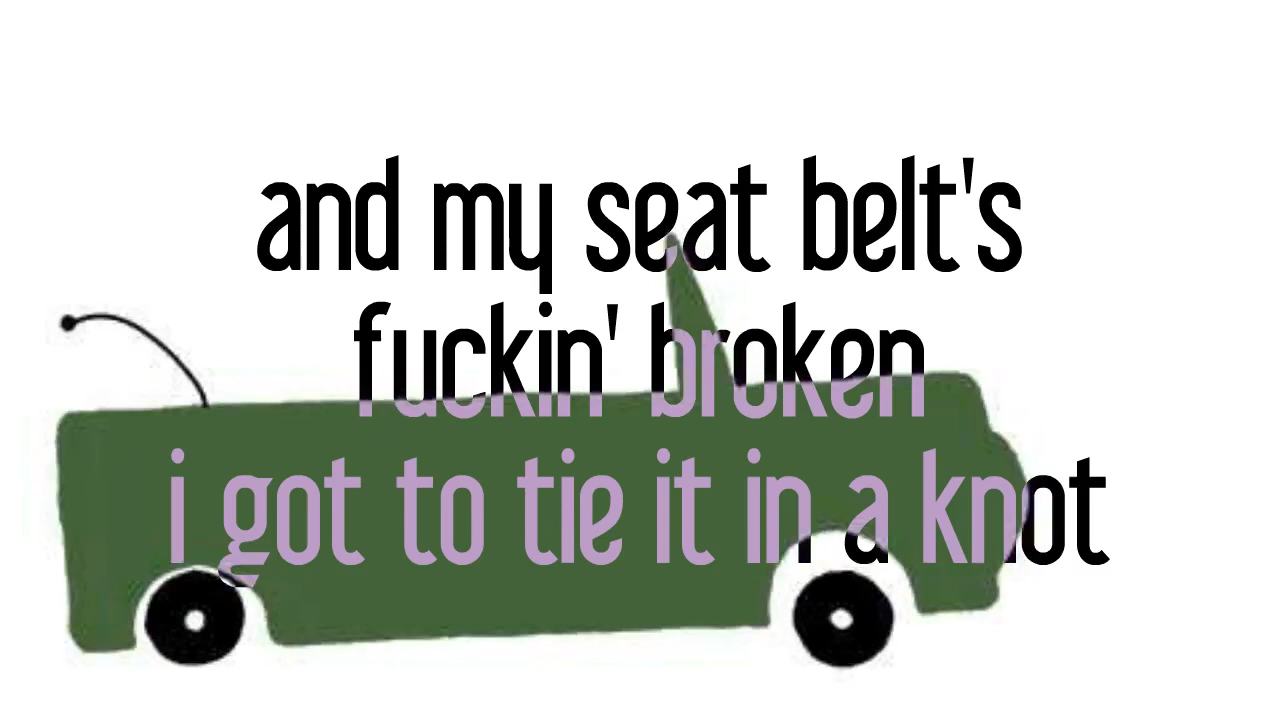 and my seat belt's
fuckin' broken
i got to tie it in a knot